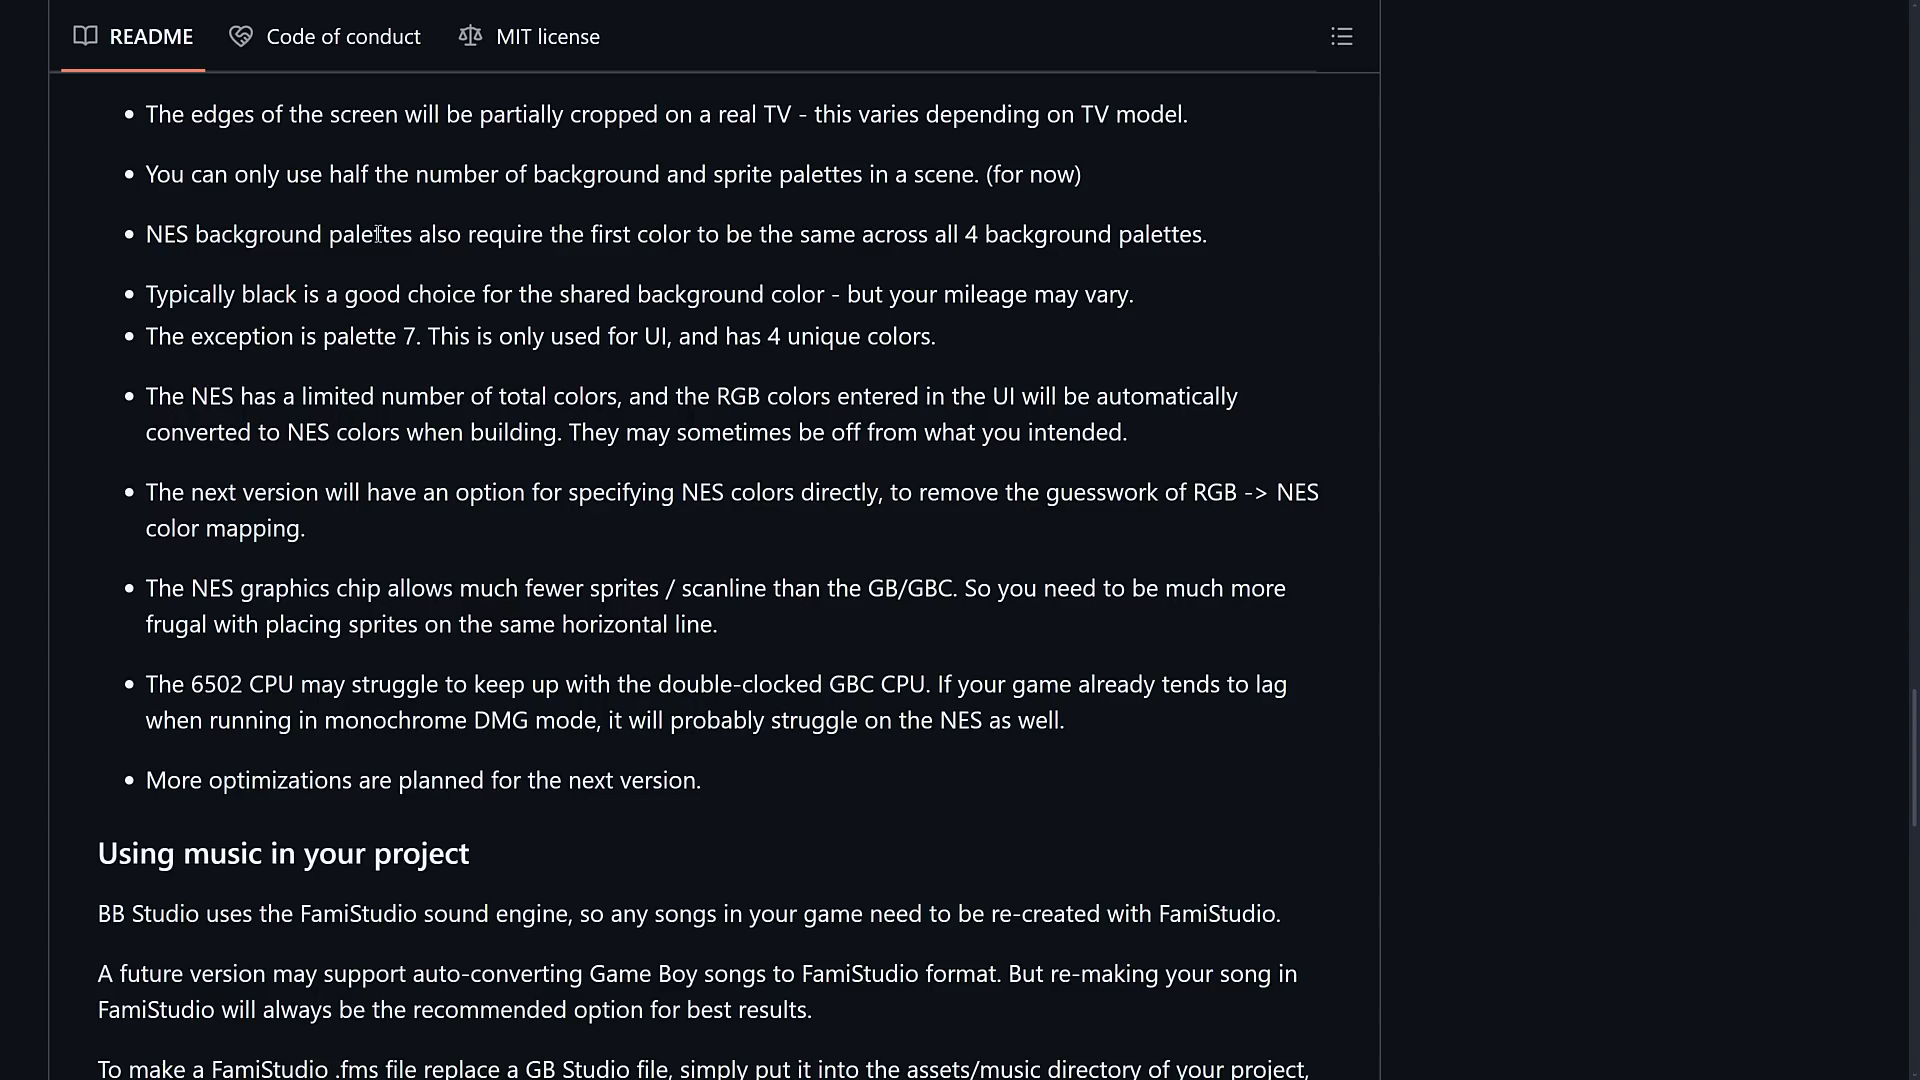 README
Code of conduct
MIT license
The edges of the screen will be partially cropped on a real TV - this varies depending on TV model.
You can only use half the number of background and sprite palettes in a scene. (for now)
NES background palettes also require the first color to be the same across all 4 background palettes.
Typically black is a good choice for the shared background color - but your mileage may vary.
The exception is palette 7. This is only used for UI, and has 4 unique colors.
The NES has a limited number of total colors, and the RGB colors entered in the UI will be automatically
converted to NES colors when building. They may sometimes be off from what you intended.
The next version will have an option for specifying NES colors directly, to remove the guesswork of RGB -> NES
color mapping.
The NES graphics chip allows much fewer sprites / scanline than the GB/GBC. So you need to be much more
frugal with placing sprites on the same horizontal line.
The 6502 CPU may struggle to keep up with the double-clocked GBC CPU. If your game already tends to lag
when running in monochrome DMG mode, it will probably struggle on the NES as well.
More optimizations are planned for the next version.
Using music in your project
BB Studio uses the FamiStudio sound engine, so any songs in your game need to be re-created with FamiStudio.
A future version may support auto-converting Game Boy songs to FamiStudio format. But re-making your song in
FamiStudio will always be the recommended option for best results.
To make a FamiStudio .fms file replace a GB Studio file, simply put it into the assets/music directory of your project,